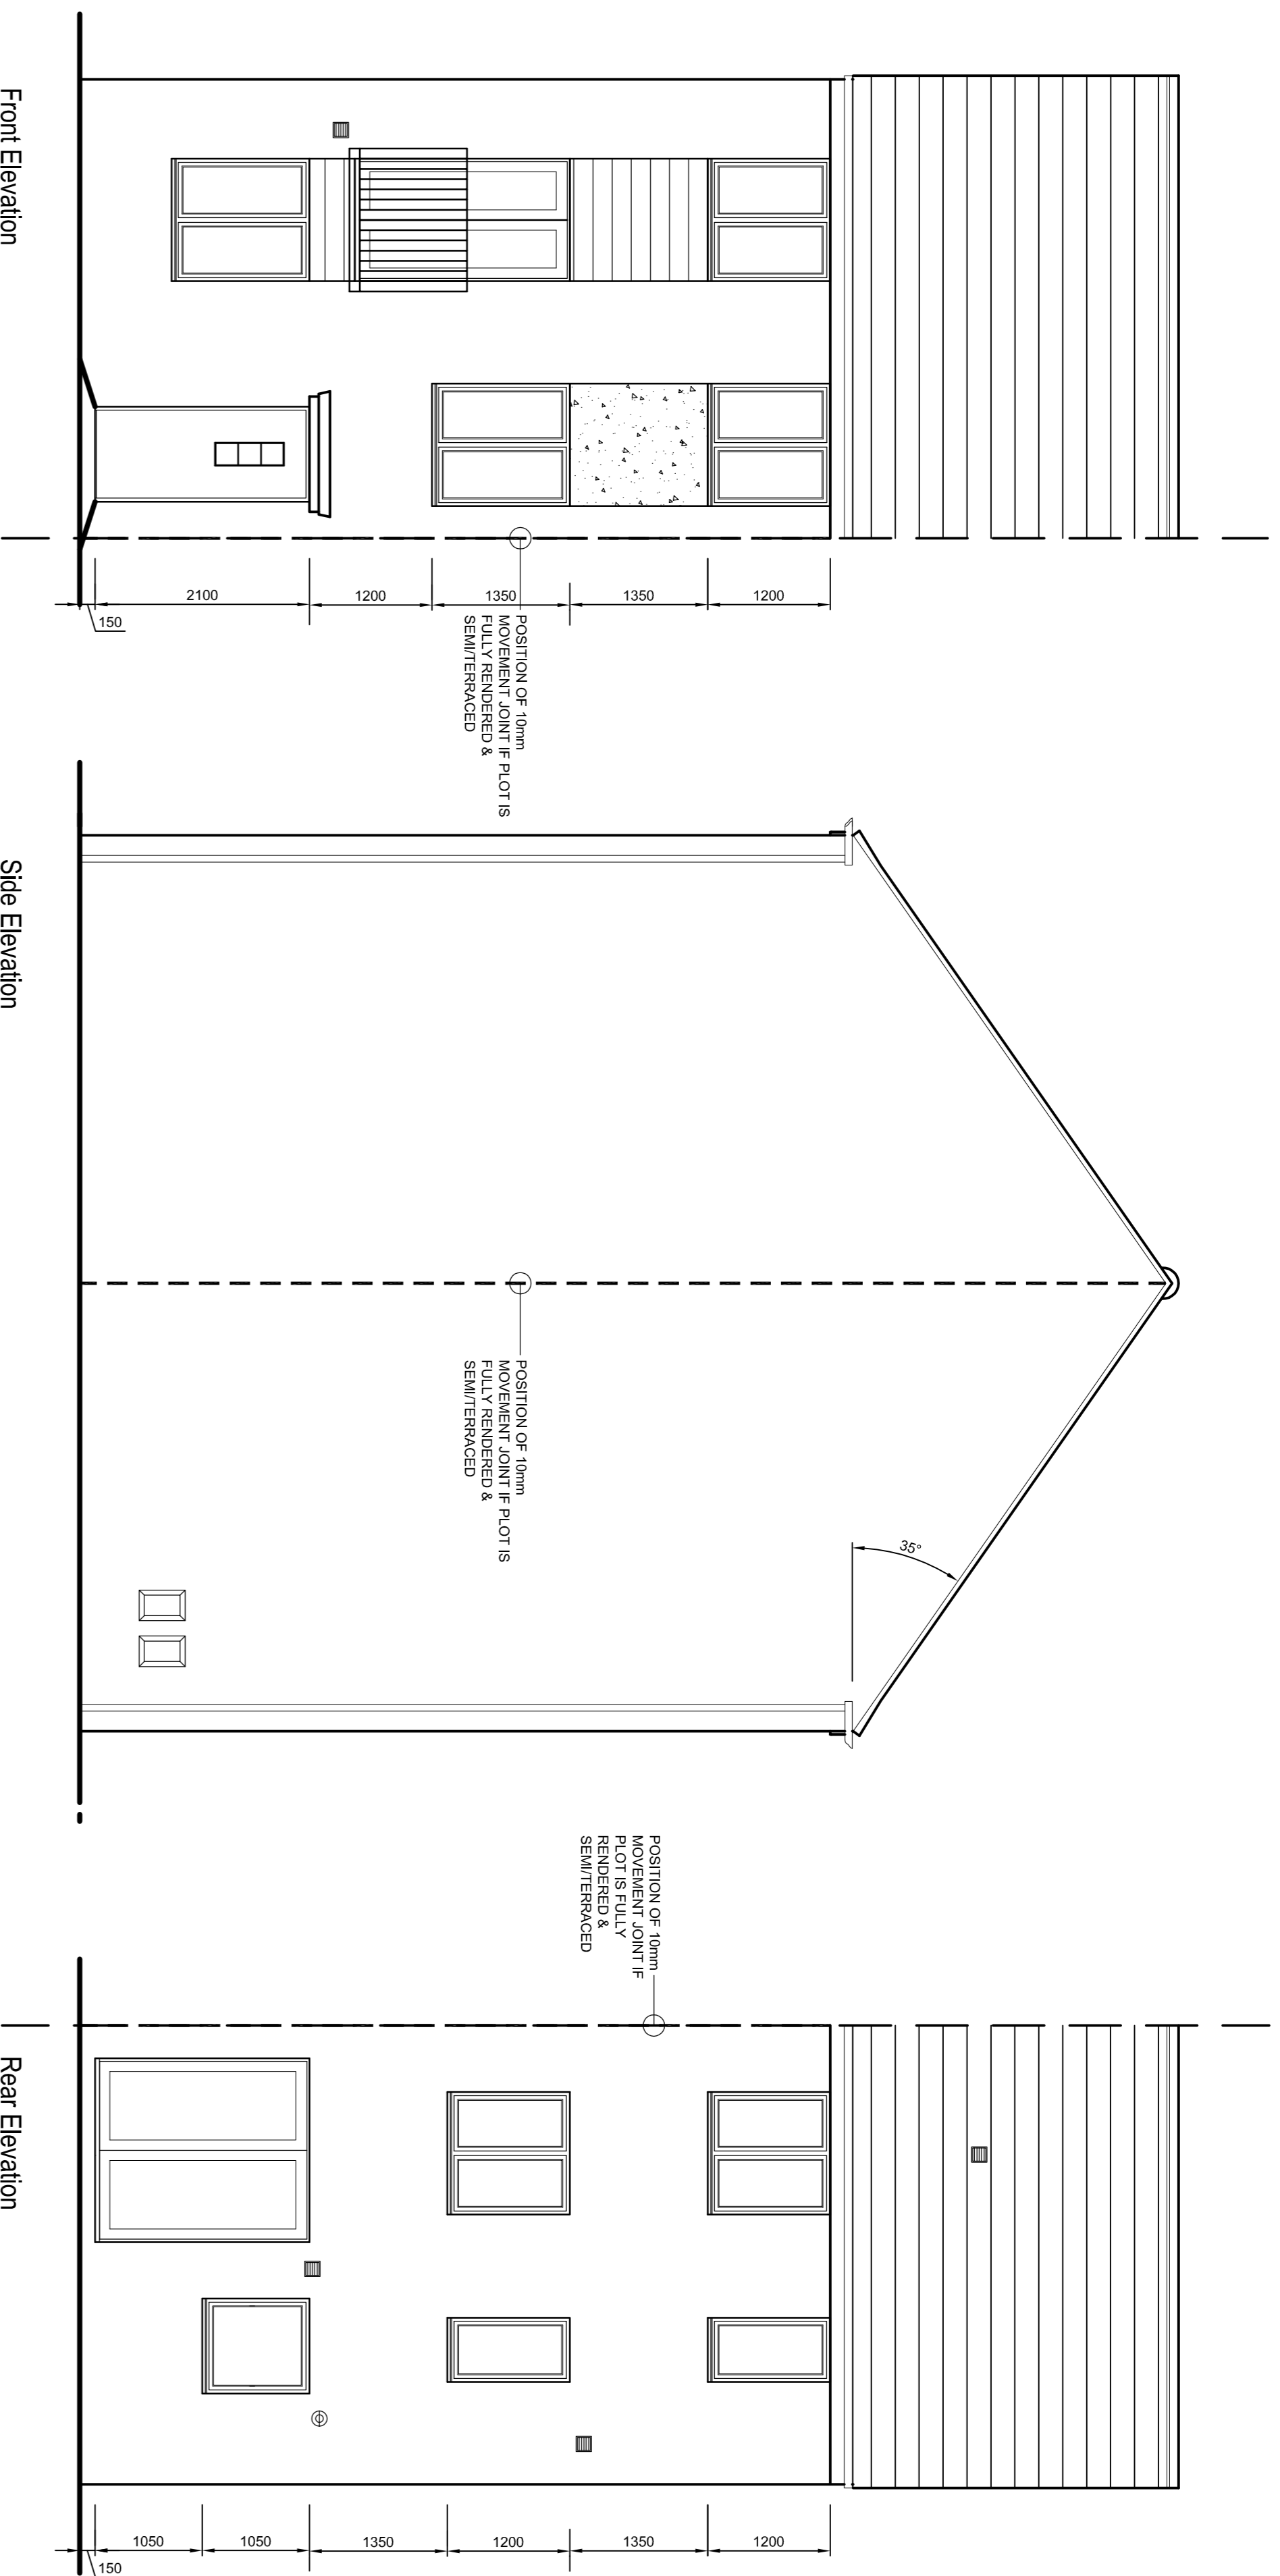 Front Elevation
150
2100
1200
1350
1350
1200
POSITION OF 10mm
MOVEMENT JOINT IF PLOT IS
FULLY RENDERED &
SEMI/TERRACED
Side Elevation
POSITION OF 10mm
MOVEMENT JOINT IF PLOT IS
FULLY RENDERED &
SEMI/TERRACED
35°
Rear Elevation
POSITION OF 10mm
MOVEMENT JOINT IF
PLOT IS FULLY
RENDERED &
SEMI/TERRACED
150
1050
1050
1350
1200
1350
1200